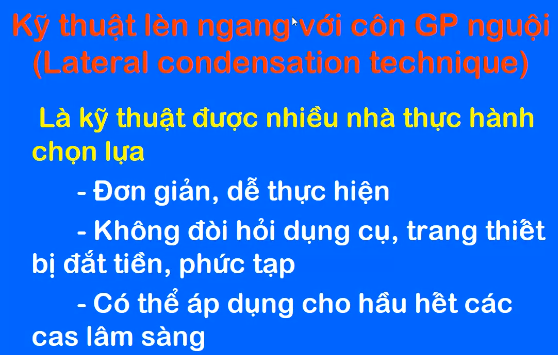 Kỹ thuật lèn ngang với côn GP nguội
(Lateral condensation technique)
Là kỹ thuật được nhiều nhà thực hành
chọn lựa
- Đơn giản, dễ thực hiện
- Không đòi hỏi dụng cụ, trang thiết
bị đắt tiền, phức tạp
- Có thể áp dụng cho hầu hết các
cas lâm sàng